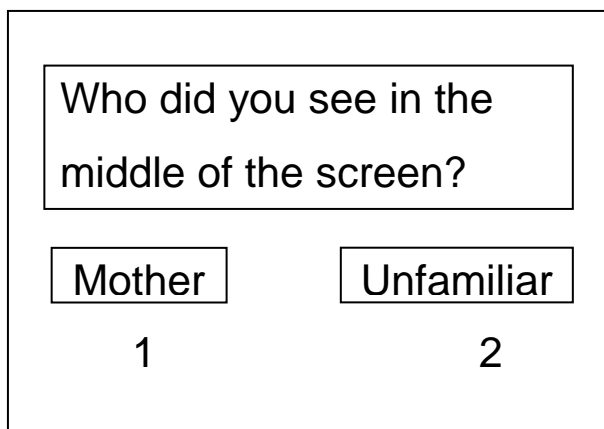 Who did you see in the
middle of the screen?
Mother Unfamiliar
1 2